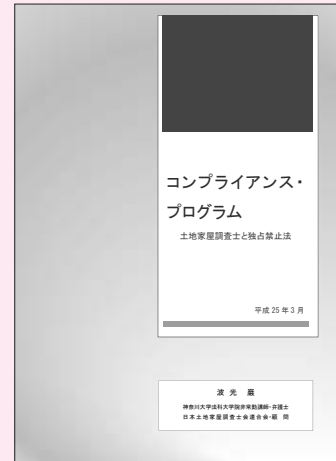 コンプライアンス・
プログラム
土地家屋調査士と独占禁止法
平成 25 年 3 月
波 光 巖
神奈川大学法科大学院非常勤講師・弁護士
日本土地家屋調査士会連合会・顧 問